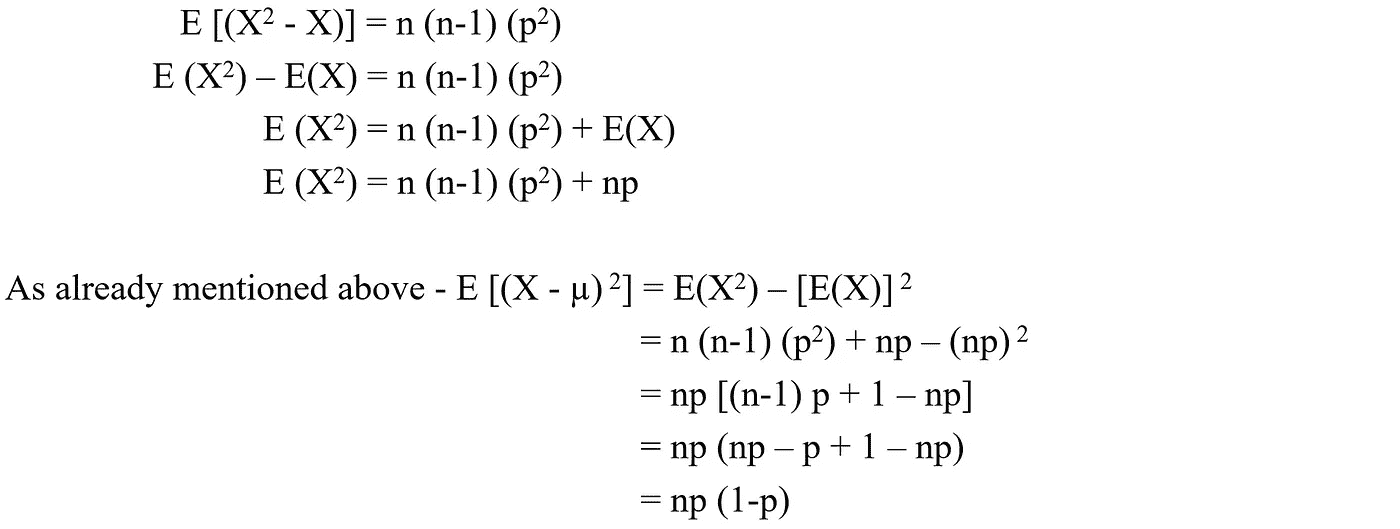 E [(X² - X)] = n (n-1) (p²)
E (X²) – E(X) = n (n-1) (p²)
E (X²) = n (n-1) (p²) + E(X)
E (X²) = n (n-1) (p²) + np
As already mentioned above - E [(X - μ) ²] = E(X²) – [E(X)] ²
= n (n-1) (p²) + np – (np) ²
= np [(n-1) p + 1 – np]
= np (np – p + 1 – np)
= np (1-p)